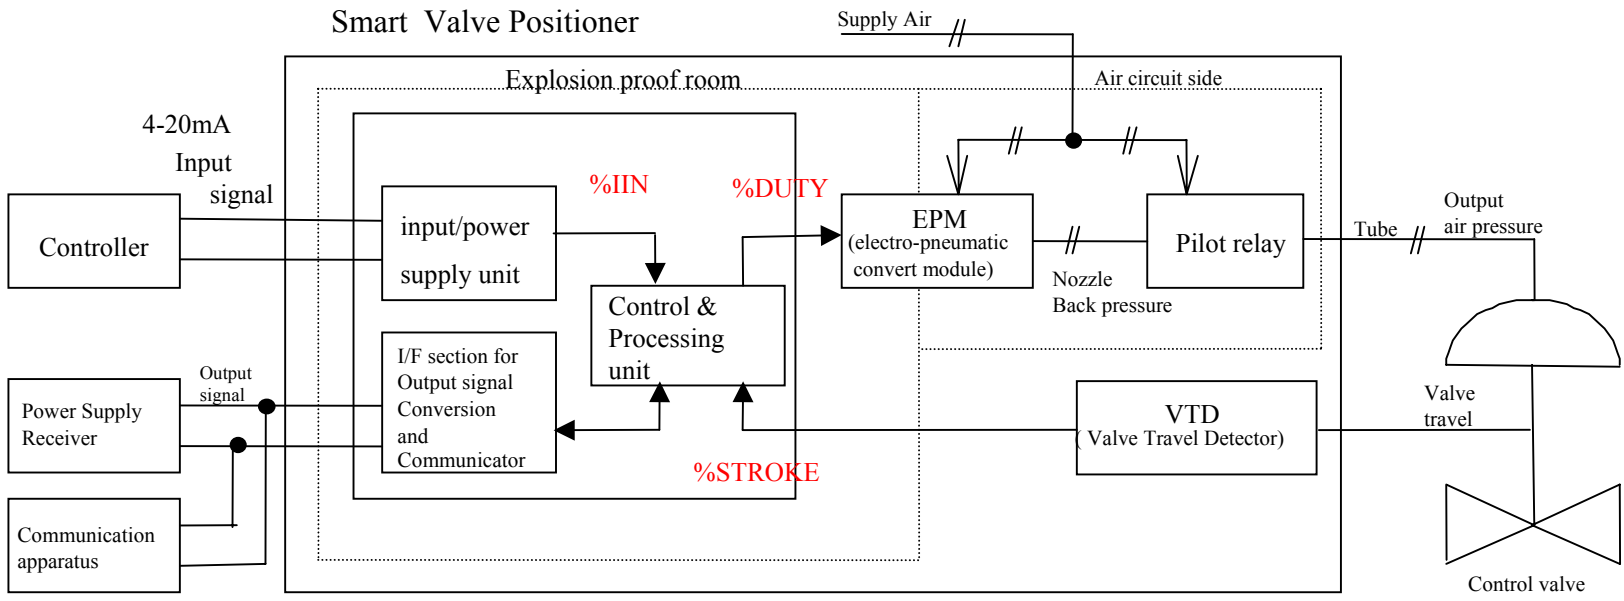 Smart Valve Positioner
Supply Air
Explosion proof room
Air circuit side
4-20mA
Input
signal
%IIN
%DUTY
Controller
input/power
supply unit
EPM
(electro-pneumatic
convert module)
Pilot relay
Tube
Output
air pressure
Nozzle
Back pressure
Control &
Processing
unit
I/F section for
Output signal
Conversion
and
Communicator
Output
signal
Power Supply
Receiver
VTD
( Valve Travel Detector)
Valve
travel
%STROKE
Communication
apparatus
Control valve